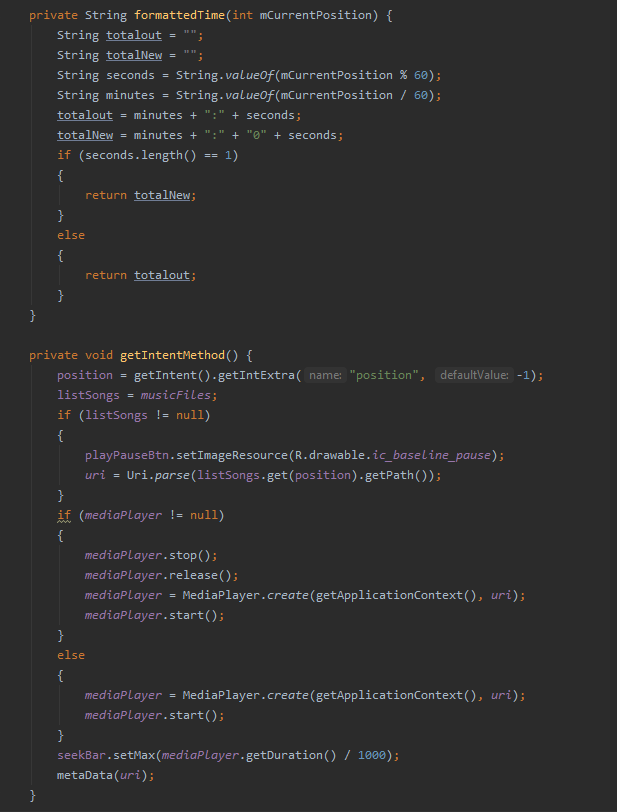 private String formattedTime(int mCurrentPosition) {
String totalout = "";
String totalNew = "";
String seconds = String.valueOf(mCurrentPosition % 60);
String minutes = String.valueOf(mCurrentPosition / 60);
totalout = minutes + ":" + seconds;
totalNew = minutes + ":" + "0" + seconds;
if (seconds.length() == 1)
{
return totalNew;
}
else
{
return totalout;
}
}
private void getIntentMethod() {
position = getIntent().getIntExtra( name: "position", defaultValue: -1);
listSongs = musicFiles;
if (listSongs != null)
{
playPauseBtn.setImageResource(R.drawable.ic_baseline_pause);
uri = Uri.parse(listSongs.get(position).getPath());
}
if (mediaPlayer != null)
{
mediaPlayer.stop();
mediaPlayer.release();
mediaPlayer = MediaPlayer.create(getApplicationContext(), uri);
mediaPlayer.start();
}
else
{
mediaPlayer = MediaPlayer.create(getApplicationContext(), uri);
mediaPlayer.start();
}
seekBar.setMax(mediaPlayer.getDuration() / 1000);
metaData(uri);
}